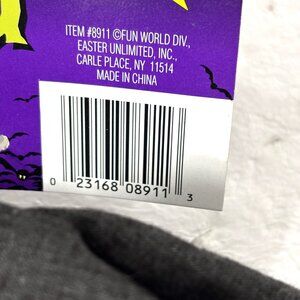 ITEM #8911 ©FUN WORLD DIV.,
EASTER UNLIMITED, INC.,
CARLE PLACE, NY 11514
MADE IN CHINA
0 23168 08911 3